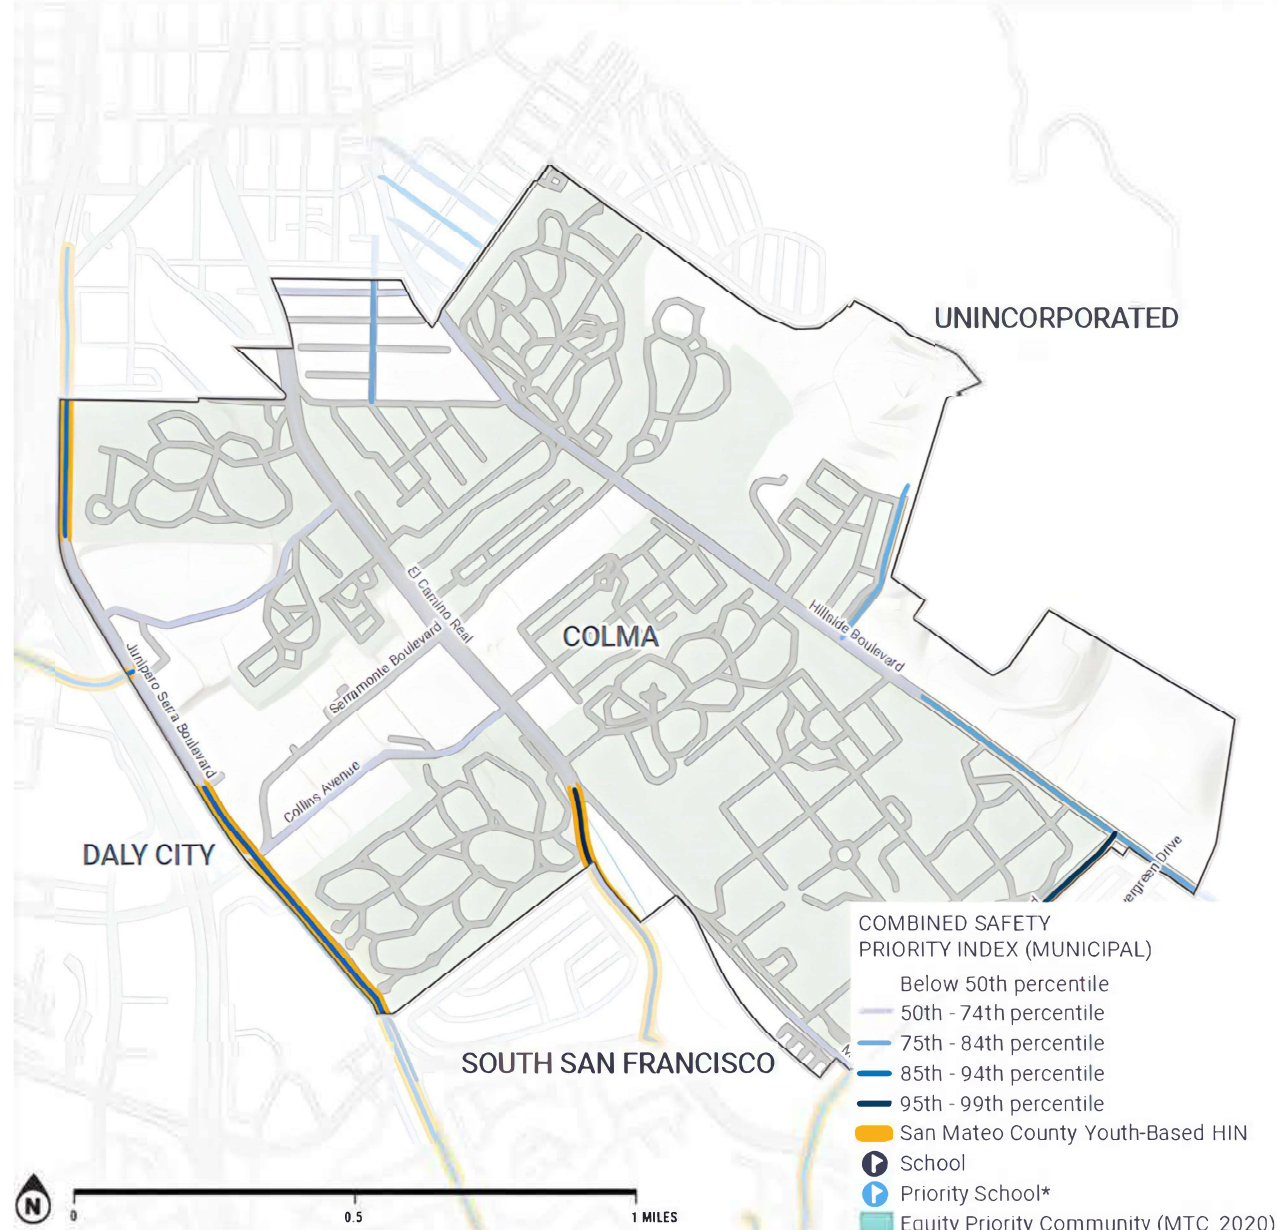 UNINCORPORATED
El Camino Real
COLMA
Hillside Boulevard
Serramonte Boulevard
Junipero Serra Boulevard
Collins Avenue
DALY CITY
Drive
SOUTH SAN FRANCISCO
COMBINED SAFETY
PRIORITY INDEX (MUNICIPAL)
Below 50th percentile
50th - 74th percentile
75th - 84th percentile
85th - 94th percentile
95th - 99th percentile
San Mateo County Youth-Based HIN
School
Priority School*
Equity Priority Community (MTC, 2020)
N
0 0.5 1 MILES